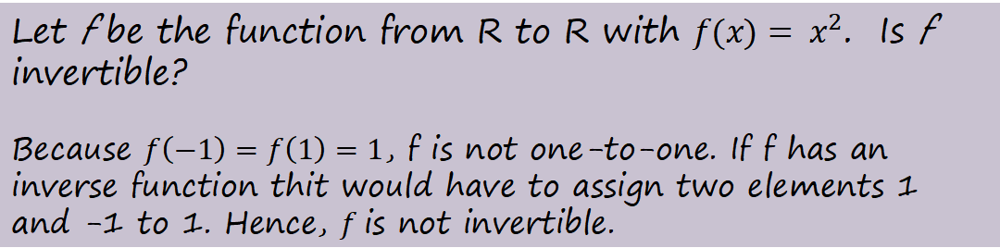 Let f be the function from R to R with f(x) = x². Is f
invertible?
Because f(−1) = f(1) = 1, f is not one-to-one. If f has an
inverse function thit would have to assign two elements 1
and -1 to 1. Hence, f is not invertible.